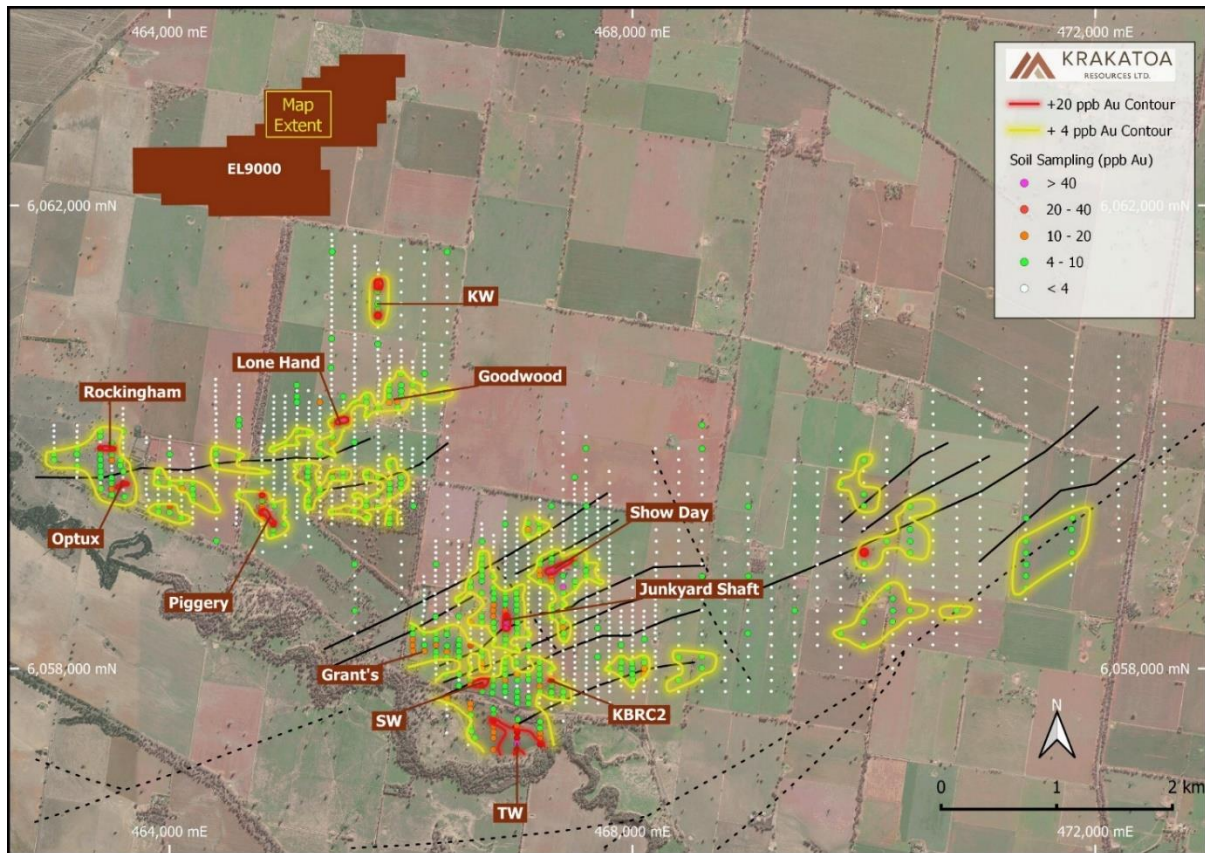 464,000 mE
468,000 mE
472,000 mE
KRAKATOA
RESOURCES LTD.
+20 ppb Au Contour
+ 4 ppb Au Contour
Soil Sampling (ppb Au)
> 40
20 - 40
10 - 20
4 - 10
< 4
Map
Extent
EL9000
6,062,000 mN
6,062,000 mN
KW
Lone Hand
Goodwood
Rockingham
Show Day
Optux
Junkyard Shaft
Piggery
6,058,000 mN
6,058,000 mN
Grant's
SW
KBRC2
N
0
1
2 km
TW
464,000 mE
468,000 mE
472,000 mE